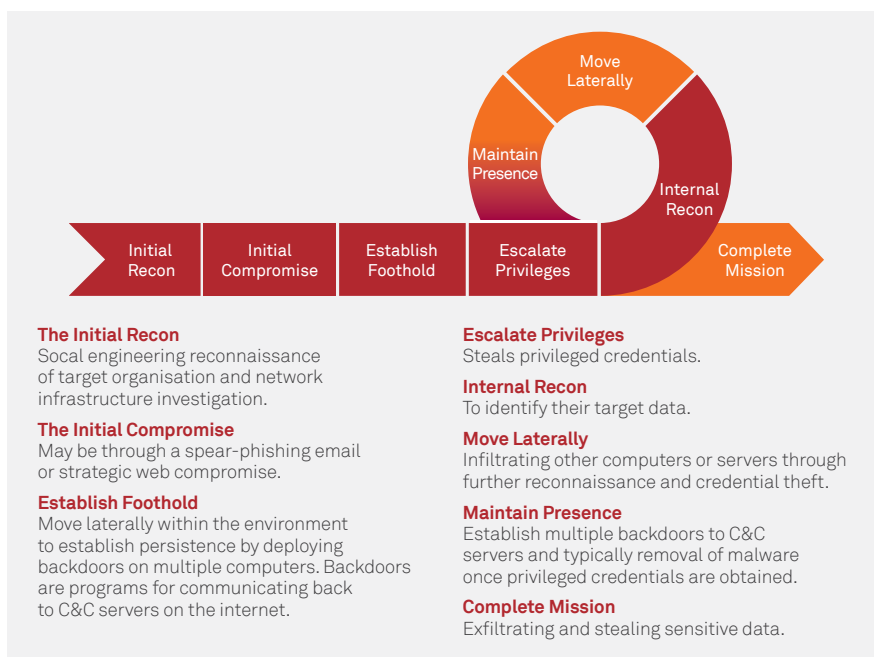 Move
Laterally
Maintain
Presence
Internal
Recon
Initial
Recon
Initial
Compromise
Establish
Foothold
Escalate
Privileges
Complete
Mission
The Initial Recon
Socal engineering reconnaissance
of target organisation and network
infrastructure investigation.
The Initial Compromise
May be through a spear-phishing email
or strategic web compromise.
Establish Foothold
Move laterally within the environment
to establish persistence by deploying
backdoors on multiple computers. Backdoors
are programs for communicating back
to C&C servers on the internet.
Escalate Privileges
Steals privileged credentials.
Internal Recon
To identify their target data.
Move Laterally
Infiltrating other computers or servers through
further reconnaissance and credential theft.
Maintain Presence
Establish multiple backdoors to C&C
servers and typically removal of malware
once privileged credentials are obtained.
Complete Mission
Exfiltrating and stealing sensitive data.